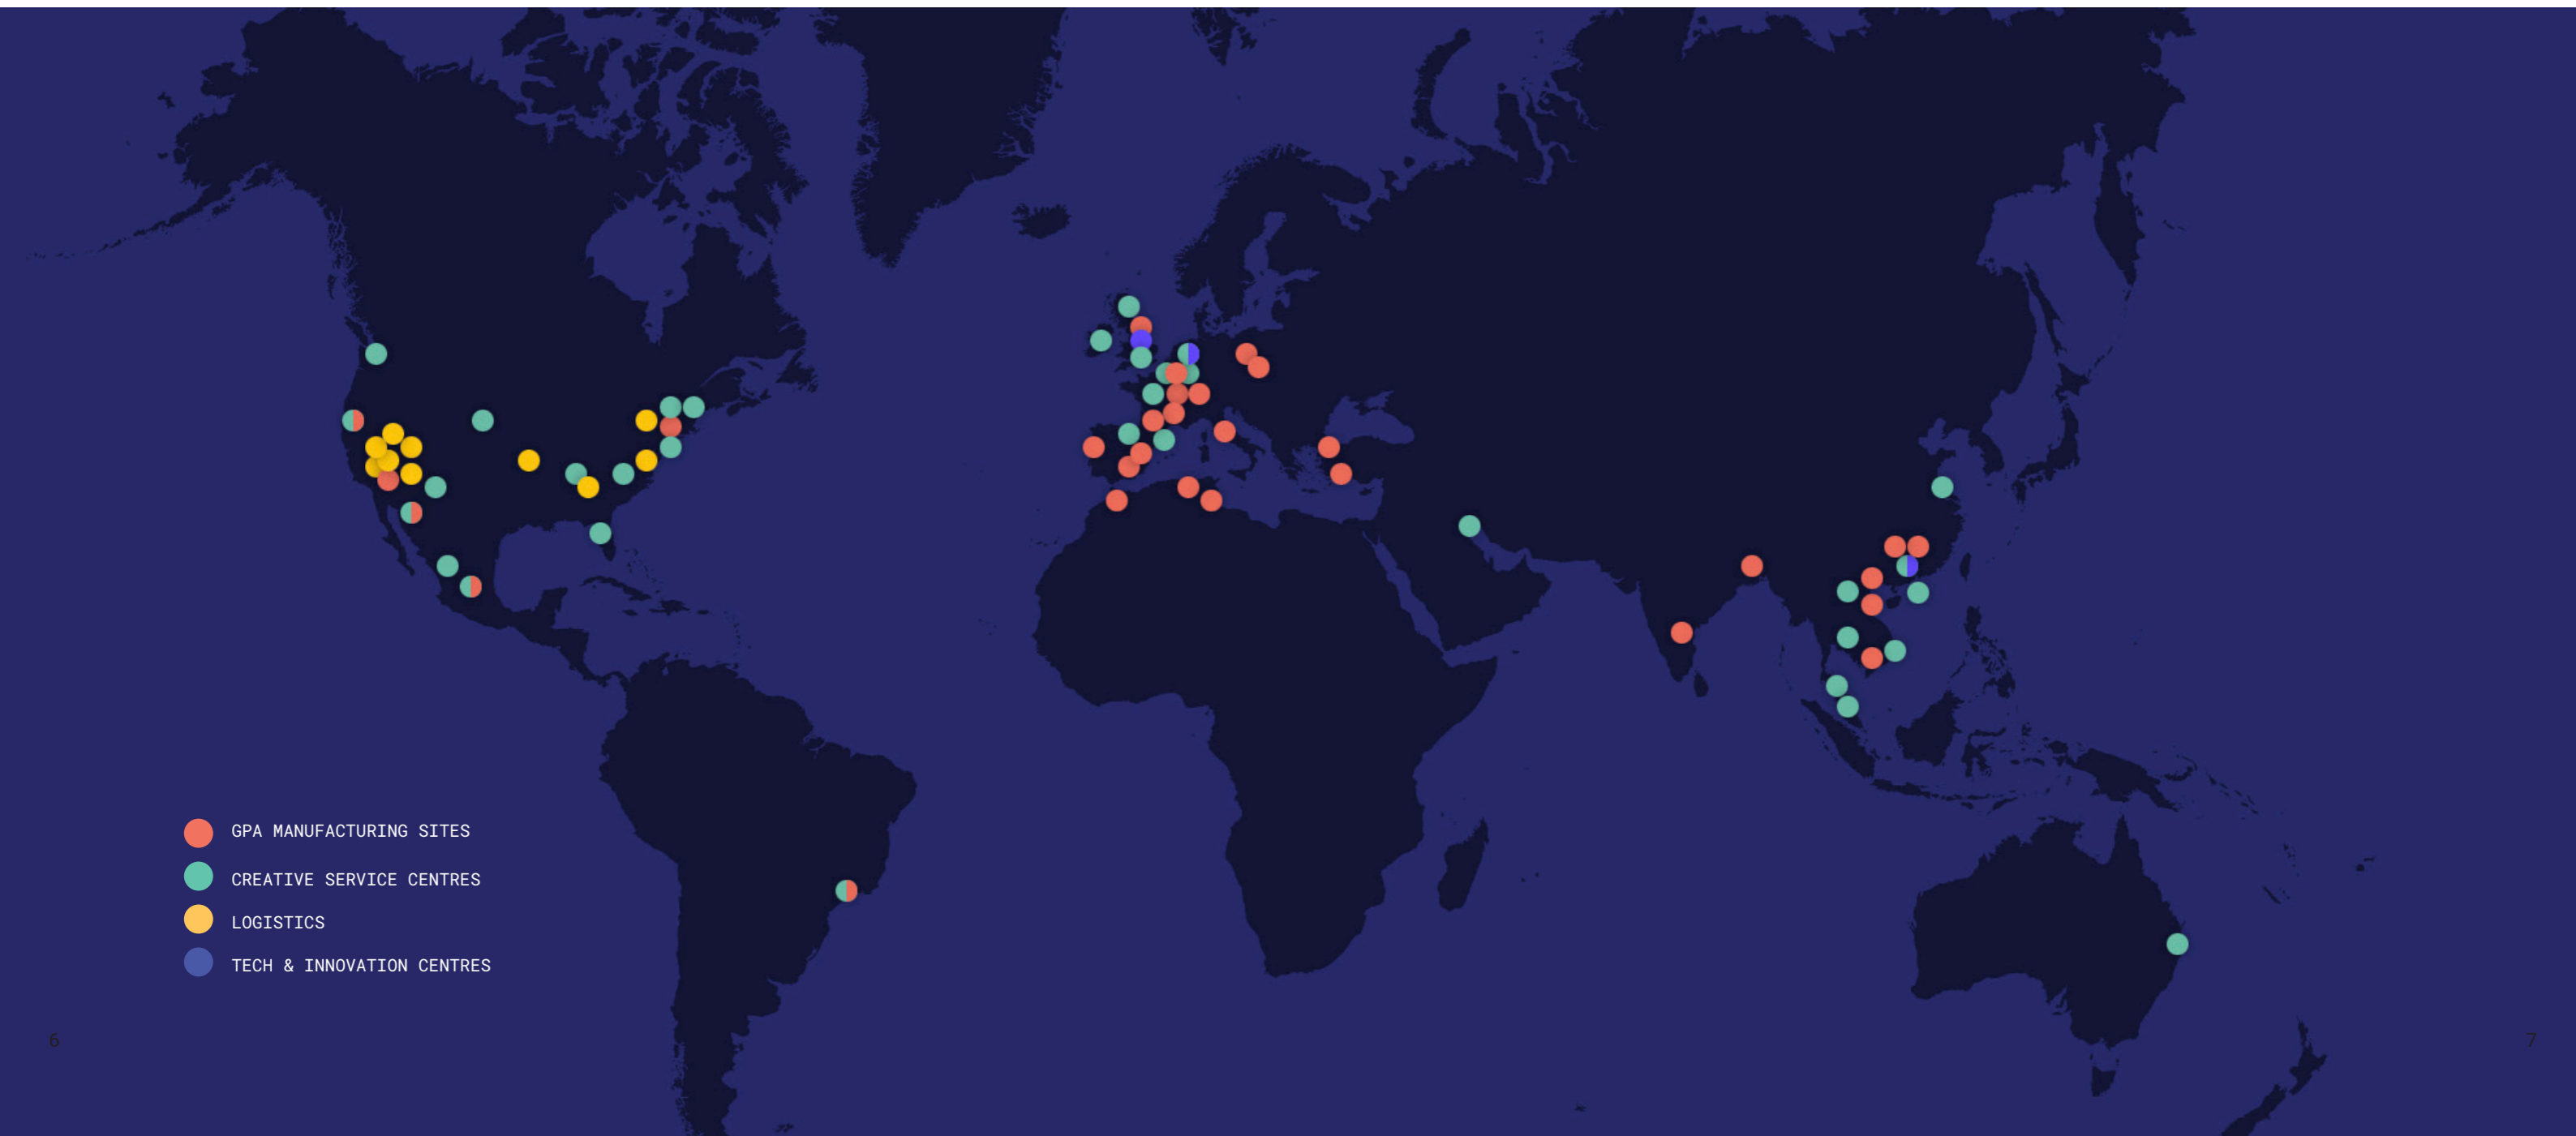 GPA MANUFACTURING SITES
CREATIVE SERVICE CENTRES
LOGISTICS
TECH & INNOVATION CENTRES
6
7